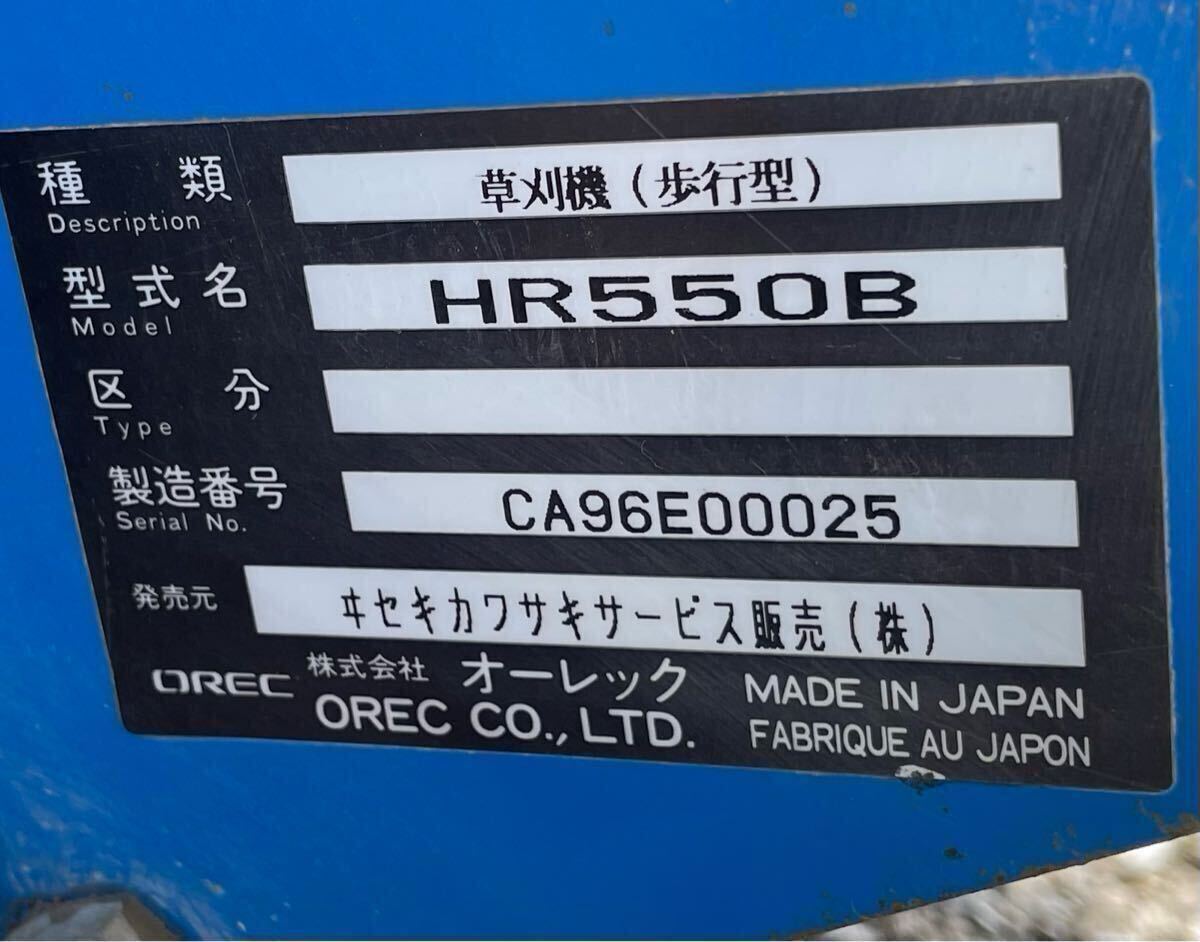 種類 草刈機(歩行型)
Description
型式名 HR550B
Model
区分
Type
製造番号 CA96E00025
Serial No.
発売元 ヰセキカワサキサービス販売(株)
OREC 株式会社 オーレック MADE IN JAPAN
OREC CO., LTD. FABRIQUE AU JAPON